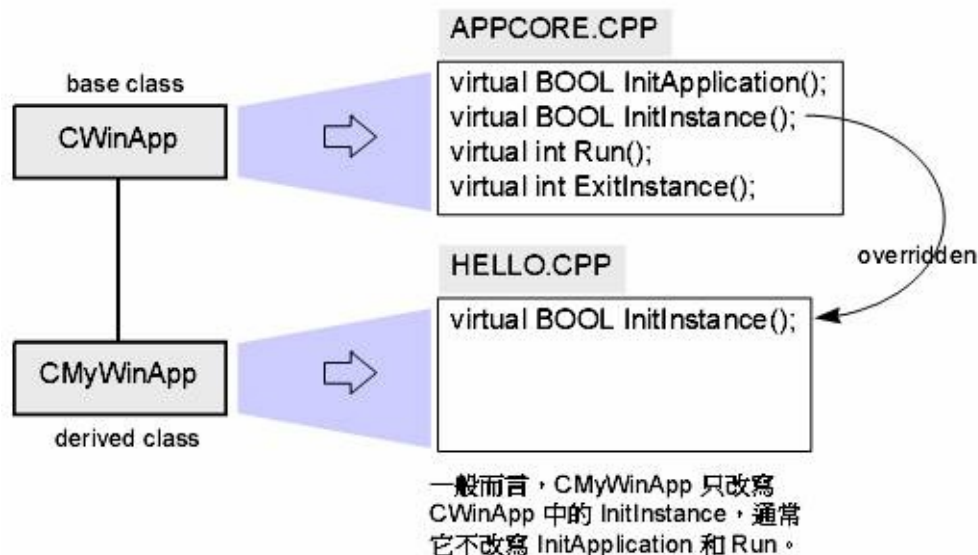 APPCORE.CPP
base class
CWinApp
virtual BOOL InitApplication();
virtual BOOL InitInstance();
virtual int Run();
virtual int ExitInstance();
overridden
HELLO.CPP
virtual BOOL InitInstance();
CMyWinApp
derived class
一般而言，CMyWinApp 只改寫
CWinApp 中的 InitInstance，通常
它不改寫 InitApplication 和 Run。